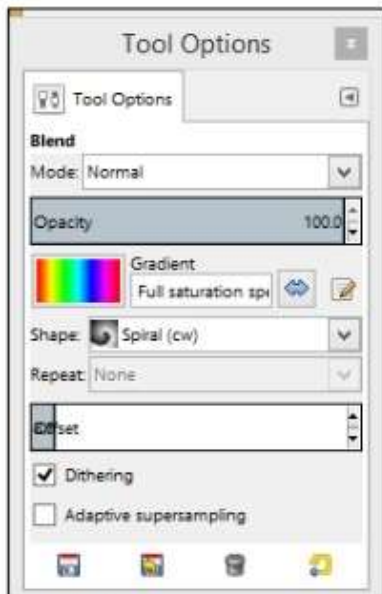 Tool Options
Tool Options
Blend
Mode: Normal
Opacity 100.0
Gradient
Full saturation spe
Shape: Spiral (cw)
Repeat: None
Offset
Dithering
Adaptive supersampling